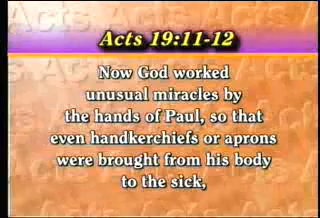 Acts 19:11-12
Now God worked
unusual miracles by
the hands of Paul, so that
even handkerchiefs or aprons
were brought from his body
to the sick,